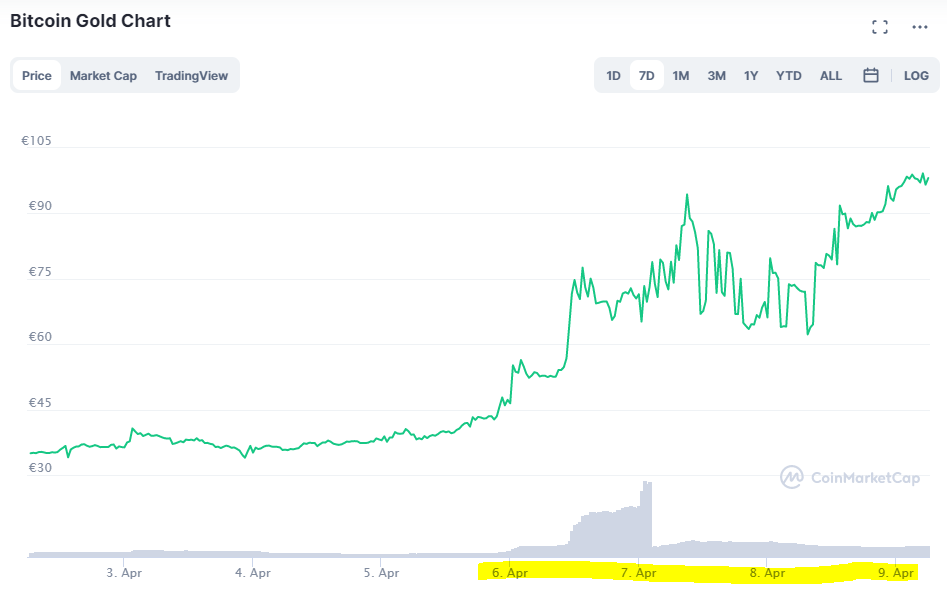 Bitcoin Gold Chart
Price Market Cap TradingView
1D 7D 1M 3M 1Y YTD ALL LOG
€105
€90
€75
€60
€45
€30
CoinMarketCap
3. Apr 4. Apr 5. Apr 6. Apr 7. Apr 8. Apr 9. Apr